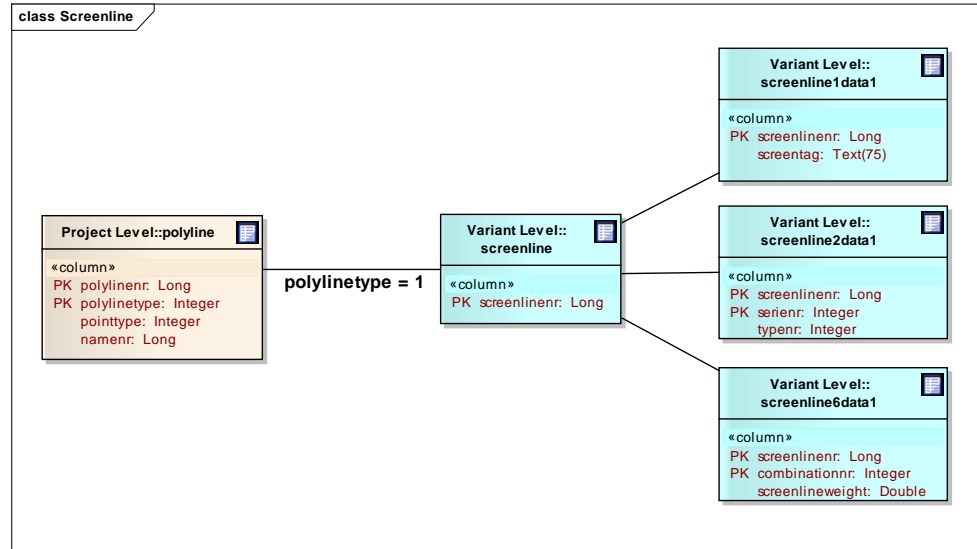 class Screenline
Variant Level::
screenline1data1
«column»
PK screenlinenr: Long
screentag: Text(75)
Project Level::polyline
«column»
PK polylinenr: Long
PK polylinetype: Integer
pointtype: Integer
namenr: Long
polylinetype = 1
Variant Level::
screenline
«column»
PK screenlinenr: Long
Variant Level::
screenline2data1
«column»
PK screenlinenr: Long
PK serienr: Integer
typenr: Integer
Variant Level::
screenline6data1
«column»
PK screenlinenr: Long
PK combinationnr: Integer
screenlineweight: Double